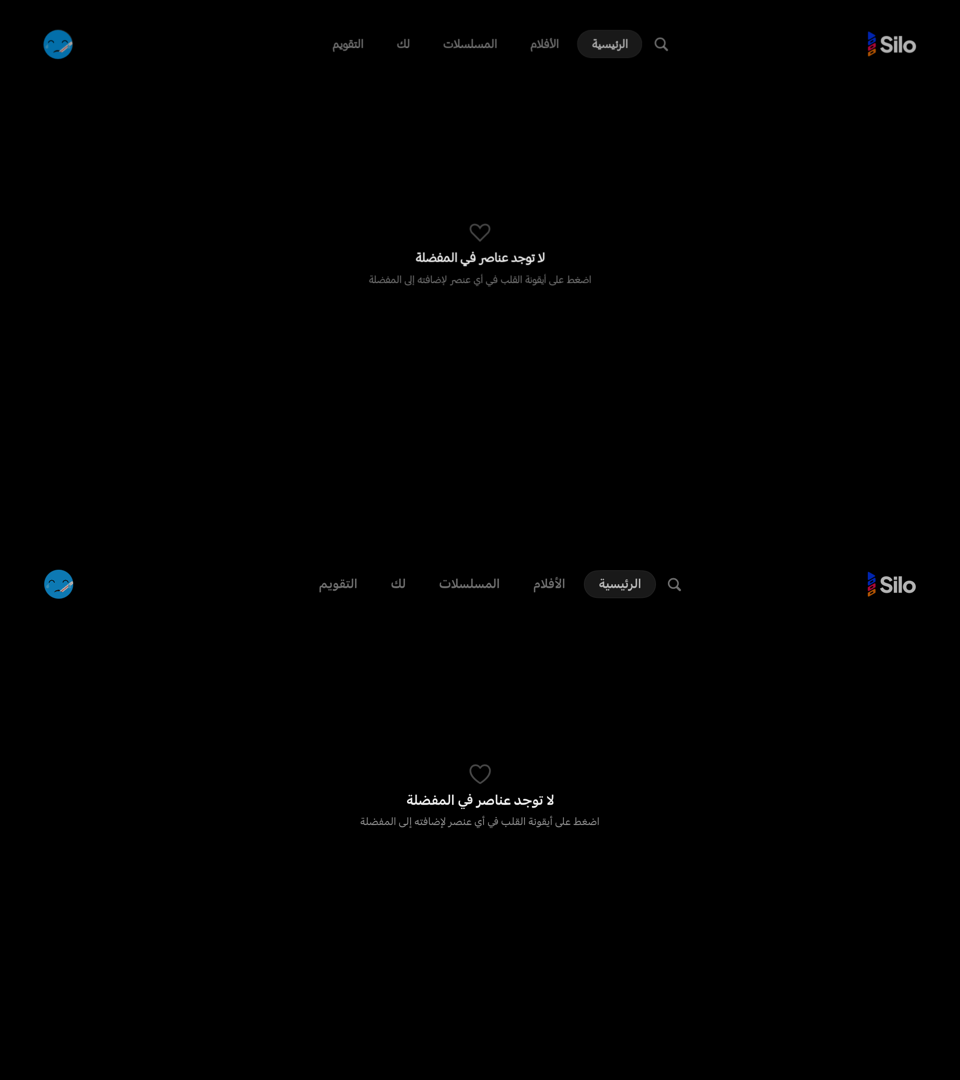 Silo
الرئيسية الأفلام المسلسلات لك التقويم
لا توجد عناصر في المفضلة
اضغط على أيقونة القلب في أي عنصر لإضافته إلى المفضلة
Silo
الرئيسية الأفلام المسلسلات لك التقويم
لا توجد عناصر في المفضلة
اضغط على أيقونة القلب في أي عنصر لإضافته إلى المفضلة